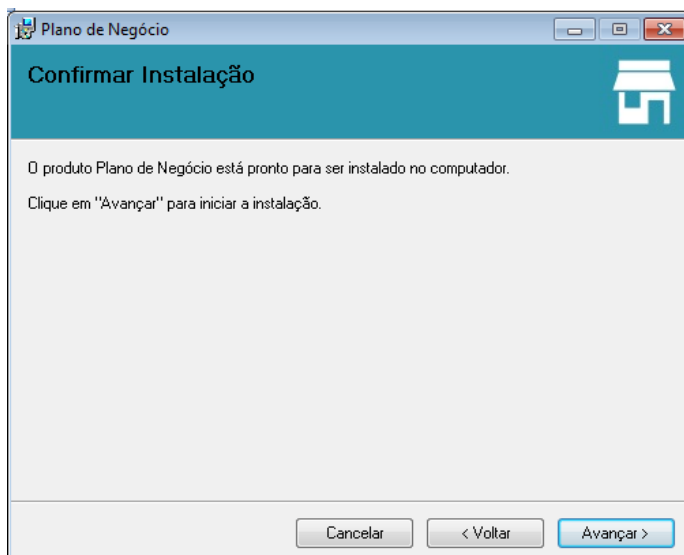 Plano de Negócio
Confirmar Instalação
O produto Plano de Negócio está pronto para ser instalado no computador.
Clique em "Avançar" para iniciar a instalação.
Cancelar
< Voltar
Avançar >